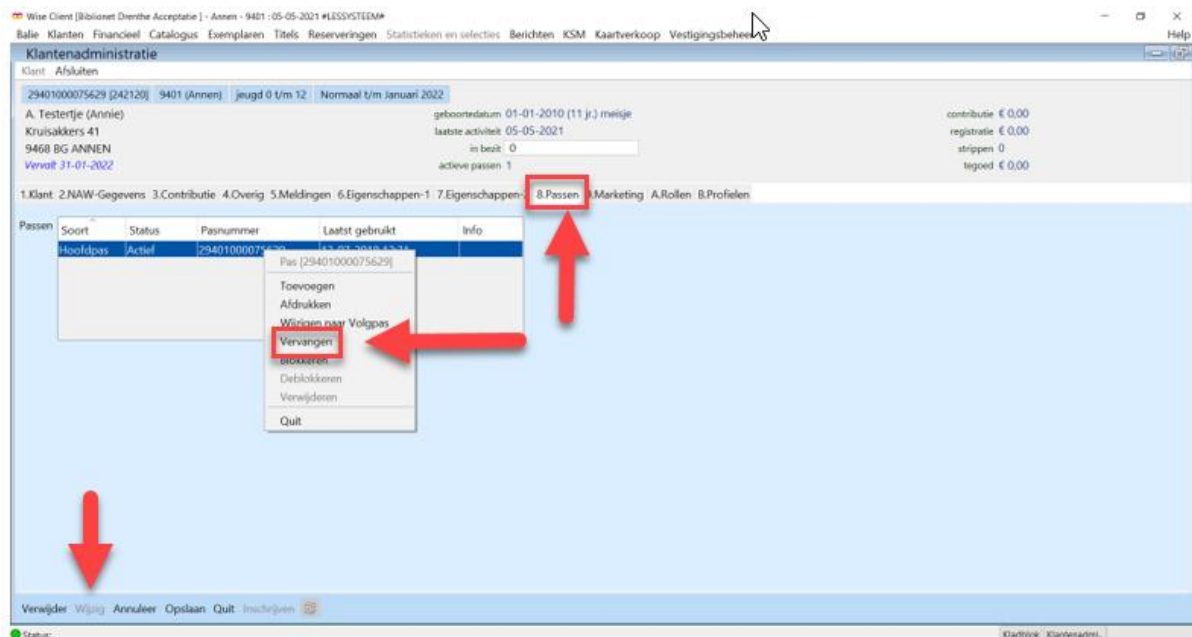 Wise Client [Biblionet Drenthe Acceptatie ] - Annen - 9401 : 05-05-2021 #LESSYSTEEM#
Balie Klanten Financieel Catalogus Exemplaren Titels Reserveringen Statistieken en selecties Berichten KSM Kaartverkoop Vestigingsbeheer Help
Klantenadministratie
Klant Afsluiten
29401000075629 [242120] 9401 (Annen) jeugd 0 t/m 12 Normaal t/m Januari 2022
A. Testertje (Annie) geboortedatum 01-01-2010 (11 jr.) meisje contributie € 0,00
Kruisakkers 41 laatste activiteit 05-05-2021 registratie € 0,00
9468 BG ANNEN in bezit 0 strippen 0
Vervalt 31-01-2022 actieve passen 1 tegoed € 0,00
1.Klant 2.NAW-Gegevens 3.Contributie 4.Overig 5.Meldingen 6.Eigenschappen-1 7.Eigenschappen- 8.Passen .Marketing A.Rollen B.Profielen
Passen Soort Status Pasnummer Laatst gebruikt Info
Hoofdpas Actief 29401000075629
Pas [29401000075629]
Toevoegen
Afdrukken
Wijzigen naar Volgpas
Vervangen
Blokkeren
Deblokkeren
Verwijderen
Quit
Verwijder Wijzig Annuleer Opslaan Quit Inschrijven
Status: Kladblok Klantenadmi..